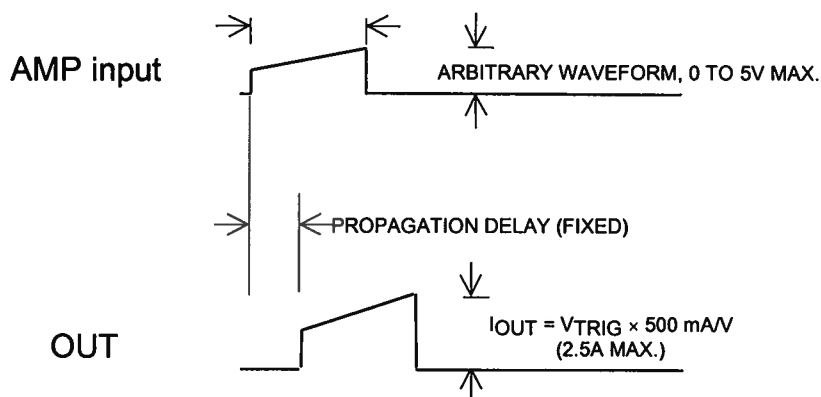 AMP input
ARBITRARY WAVEFORM, 0 TO 5V MAX.
PROPAGATION DELAY (FIXED)
OUT
IOUT = VTRIG × 500 mA/V
(2.5A MAX.)